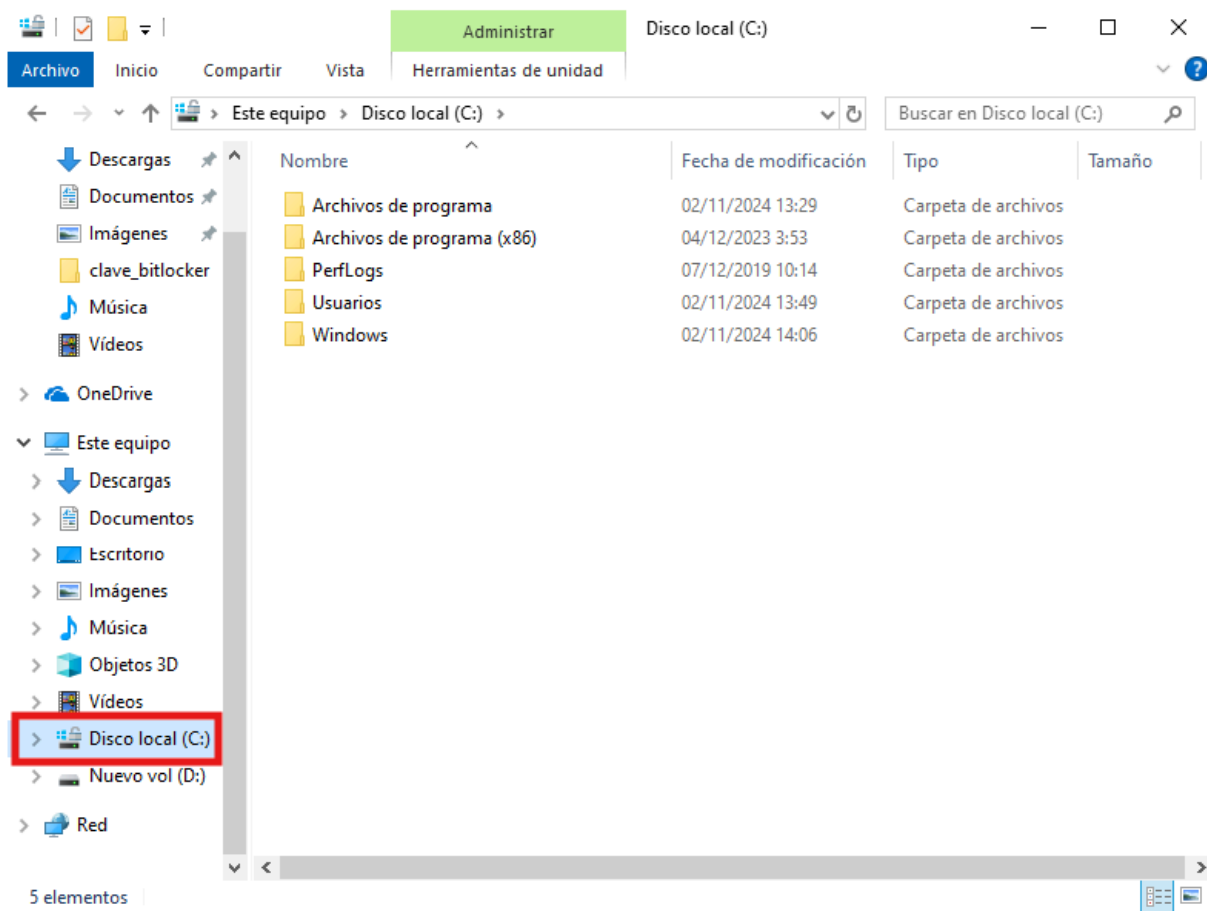 Administrar
Disco local (C:)
Archivo Inicio Compartir Vista Herramientas de unidad
Este equipo Disco local (C:)
Buscar en Disco local (C:)
Descargas
Documentos
Imágenes
clave_bitlocker
Música
Vídeos
OneDrive
Este equipo
Descargas
Documentos
Escritorio
Imágenes
Música
Objetos 3D
Vídeos
Disco local (C:)
Nuevo vol (D:)
Red
Nombre Fecha de modificación Tipo Tamaño
Archivos de programa 02/11/2024 13:29 Carpeta de archivos
Archivos de programa (x86) 04/12/2023 3:53 Carpeta de archivos
PerfLogs 07/12/2019 10:14 Carpeta de archivos
Usuarios 02/11/2024 13:49 Carpeta de archivos
Windows 02/11/2024 14:06 Carpeta de archivos
5 elementos